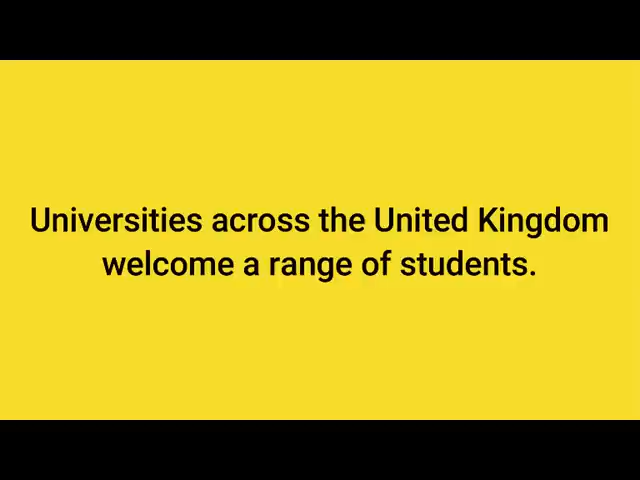 Universities across the United Kingdom
welcome a range of students.